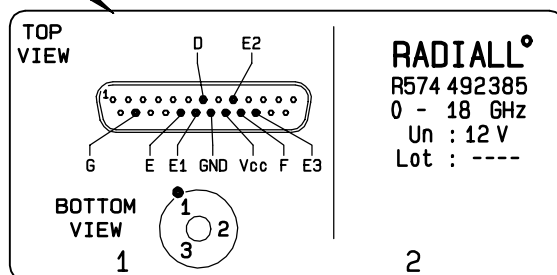 TOP
VIEW
D E2
1
G E E1 GND Vcc F E3
BOTTOM
VIEW
1
2
3
1
RADIALL°
R574 492385
0 - 18 GHz
Un : 12 V
Lot : ----
2